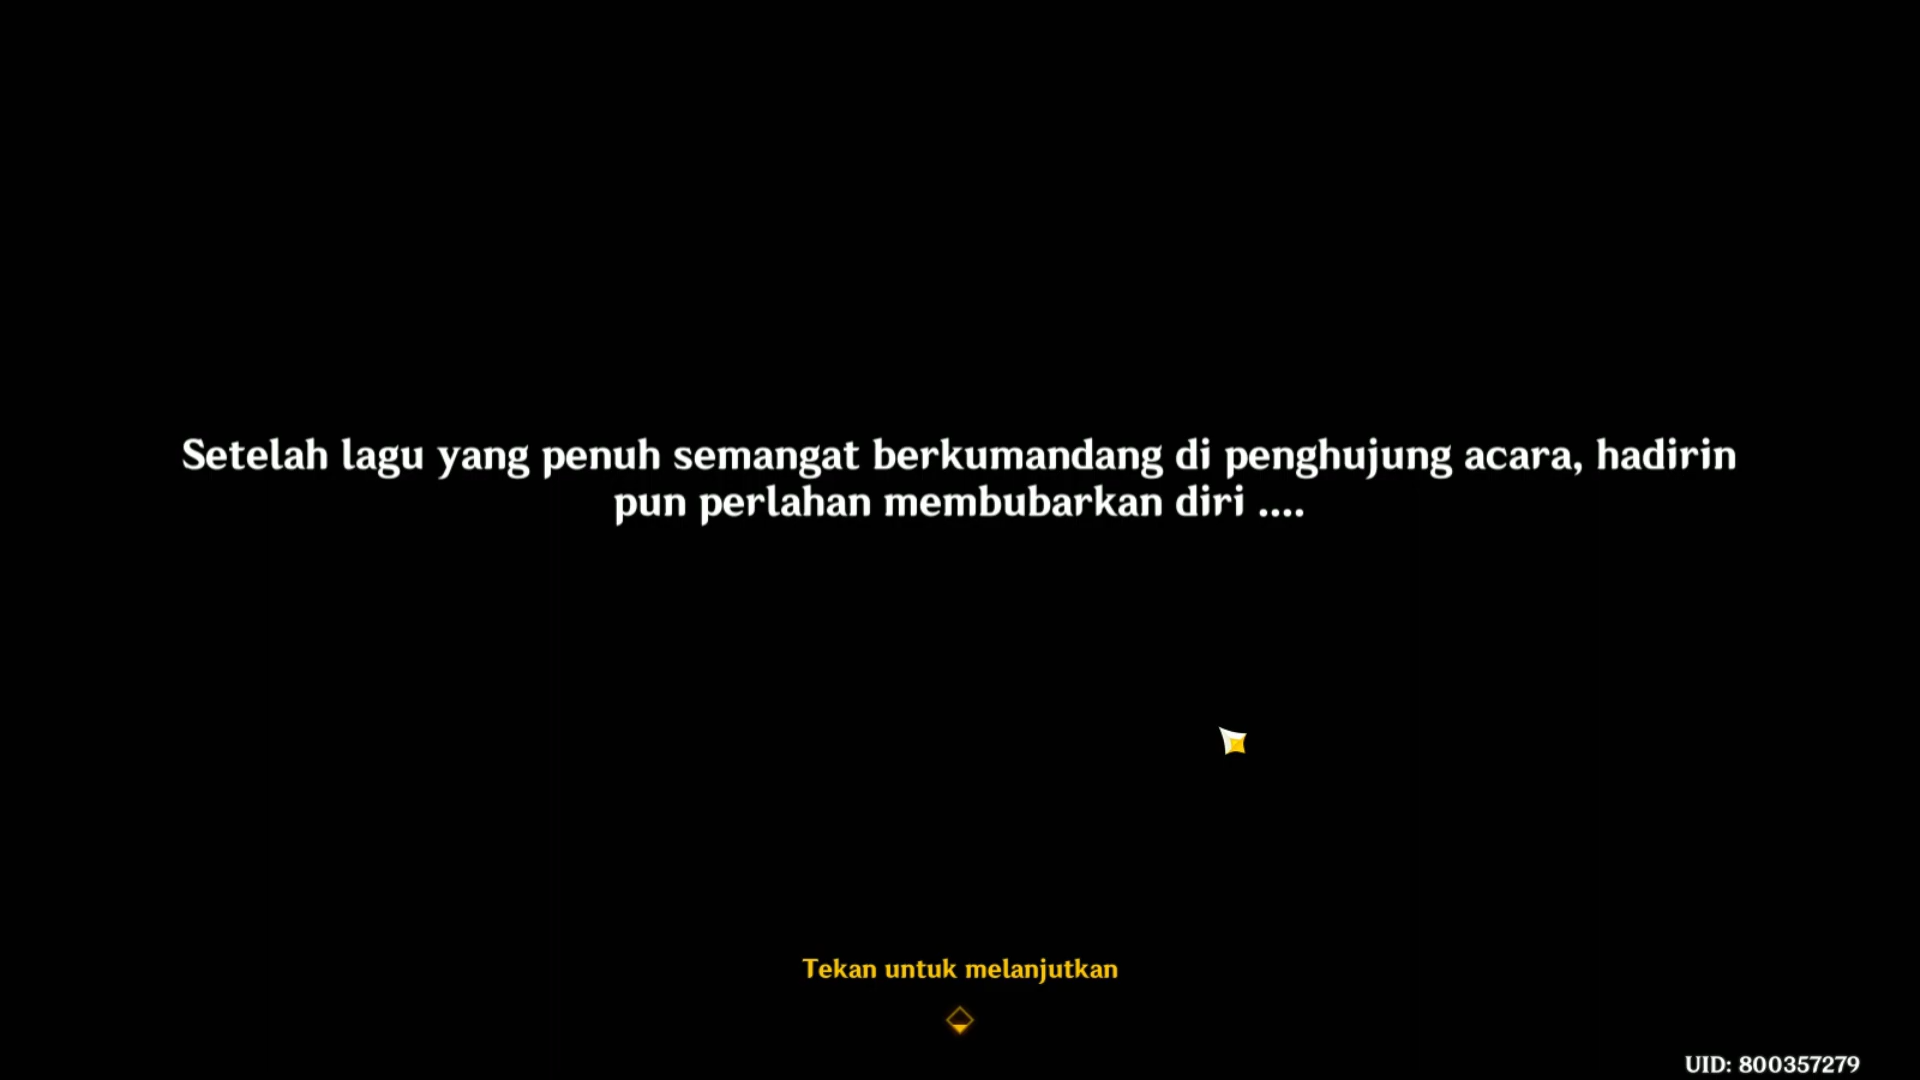 Setelah lagu yang penuh semangat berkumandang di penghujung acara, hadirin
pun perlahan membubarkan diri ....
Tekan untuk melanjutkan
UID: 800357279